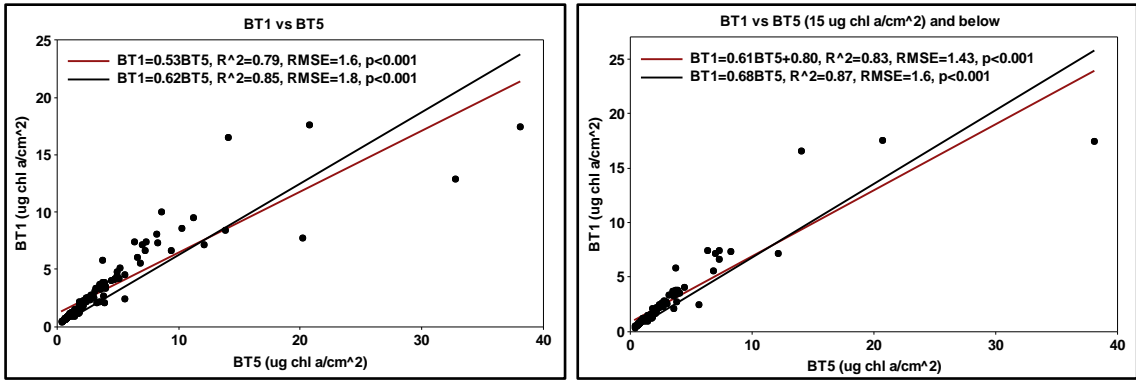 BT1 vs BT5
25
20
15
10
5
0
BT1 (ug chl a/cm^2)
BT1=0.53BT5, R^2=0.79, RMSE=1.6, p<0.001
BT1=0.62BT5, R^2=0.85, RMSE=1.8, p<0.001
0 10 20 30 40
BT5 (ug chl a/cm^2)
BT1 vs BT5 (15 ug chl a/cm^2) and below
25
20
15
10
5
0
BT1 (ug chl a/cm^2)
BT1=0.61BT5+0.80, R^2=0.83, RMSE=1.43, p<0.001
BT1=0.68BT5, R^2=0.87, RMSE=1.6, p<0.001
0 10 20 30 40
BT5 (ug chl a/cm^2)